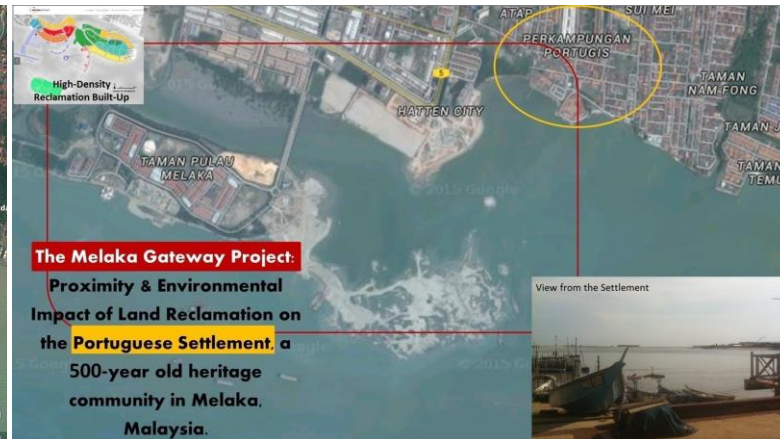 High-Density
Reclamation Built-Up
ATAP
SUI MEI
PERKAMPUNGAN
PORTUGIS
5
TAMAN
NAM FONG
HATTEN CITY
TAMAN
TAMAN PULAU
MELAKA
TAMAN
TEMU
© 2015 Google
The Melaka Gateway Project:
Proximity & Environmental
Impact of Land Reclamation on
the Portuguese Settlement, a
500-year old heritage
community in Melaka,
Malaysia.
View from the Settlement